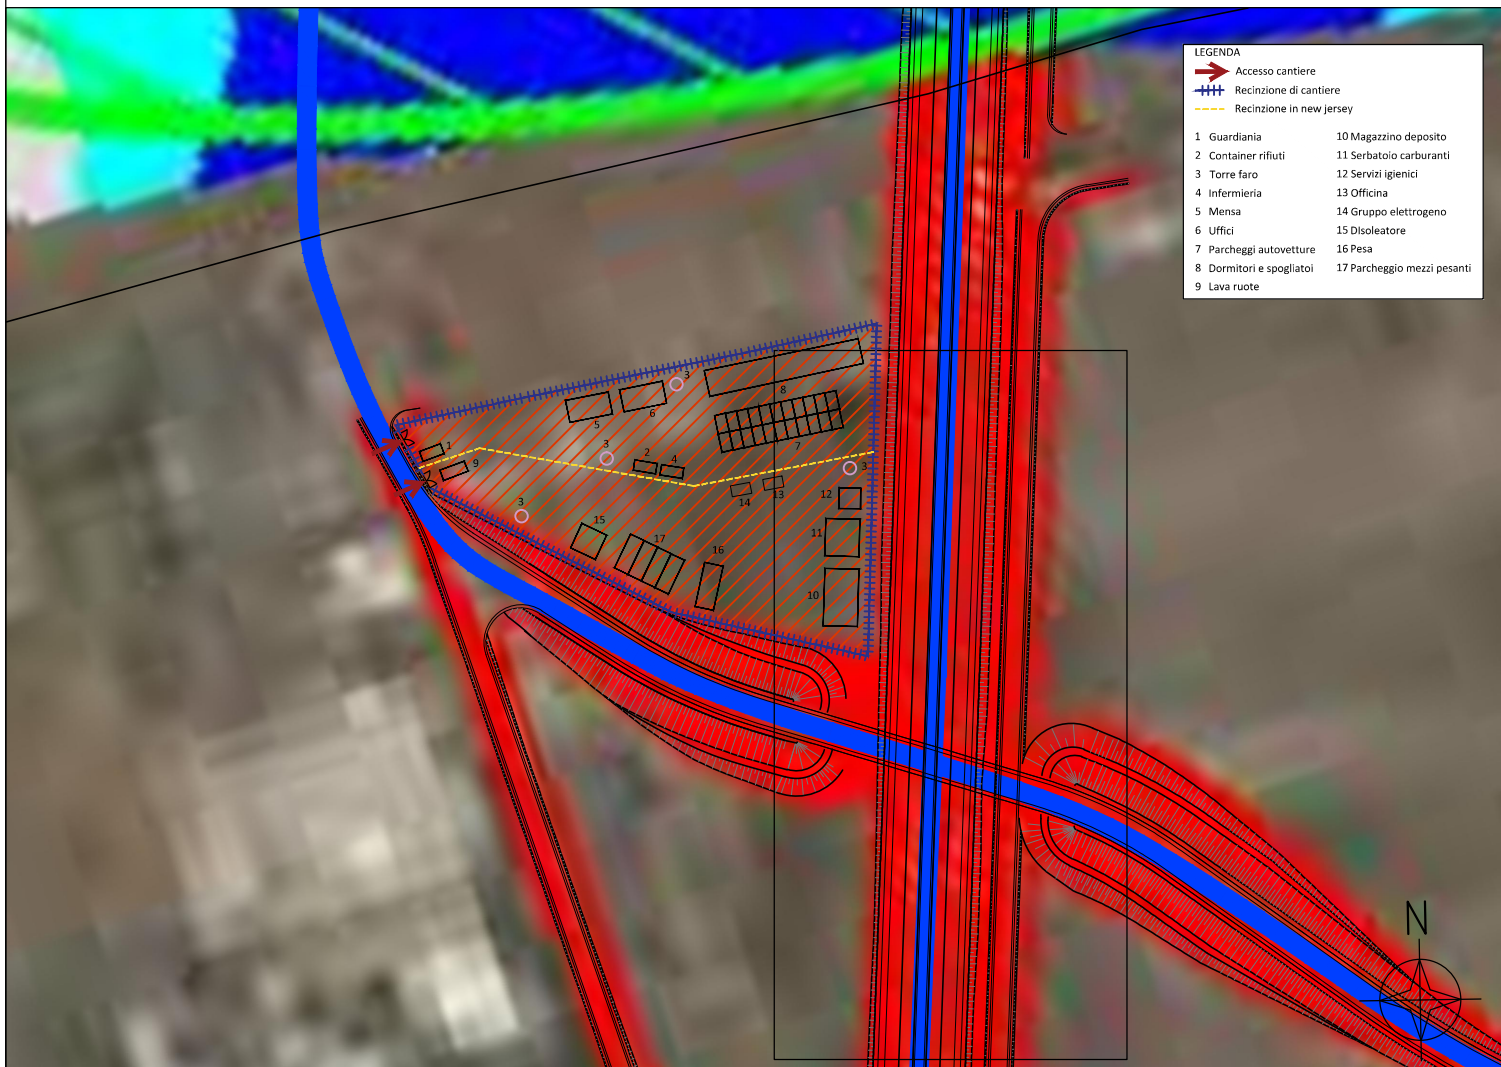 LEGENDA
Accesso cantiere
Recinzione di cantiere
Recinzione in new jersey
1 Guardiania
2 Container rifiuti
3 Torre faro
4 Infermieria
5 Mensa
6 Uffici
7 Parcheggi autovetture
8 Dormitori e spogliatoi
9 Lava ruote
10 Magazzino deposito
11 Serbatoio carburanti
12 Servizi igienici
13 Officina
14 Gruppo elettrogeno
15 DIsoleatore
16 Pesa
17 Parcheggio mezzi pesanti
3
8
6
5
1
7
3
2
4
9
3
13
14
12
3
15
11
17
16
10
N